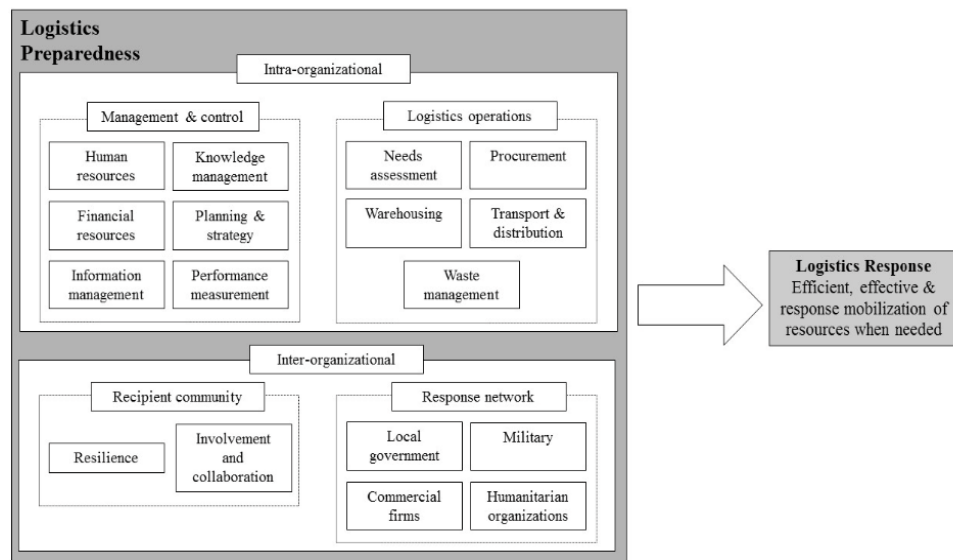 Logistics
Preparedness
Intra-organizational
Management & control
Human
resources
Knowledge
management
Financial
resources
Planning &
strategy
Information
management
Performance
measurement
Logistics operations
Needs
assessment
Procurement
Warehousing
Transport &
distribution
Waste
management
Inter-organizational
Recipient community
Resilience
Involvement
and
collaboration
Response network
Local
government
Military
Commercial
firms
Humanitarian
organizations
Logistics Response
Efficient, effective &
response mobilization of
resources when needed